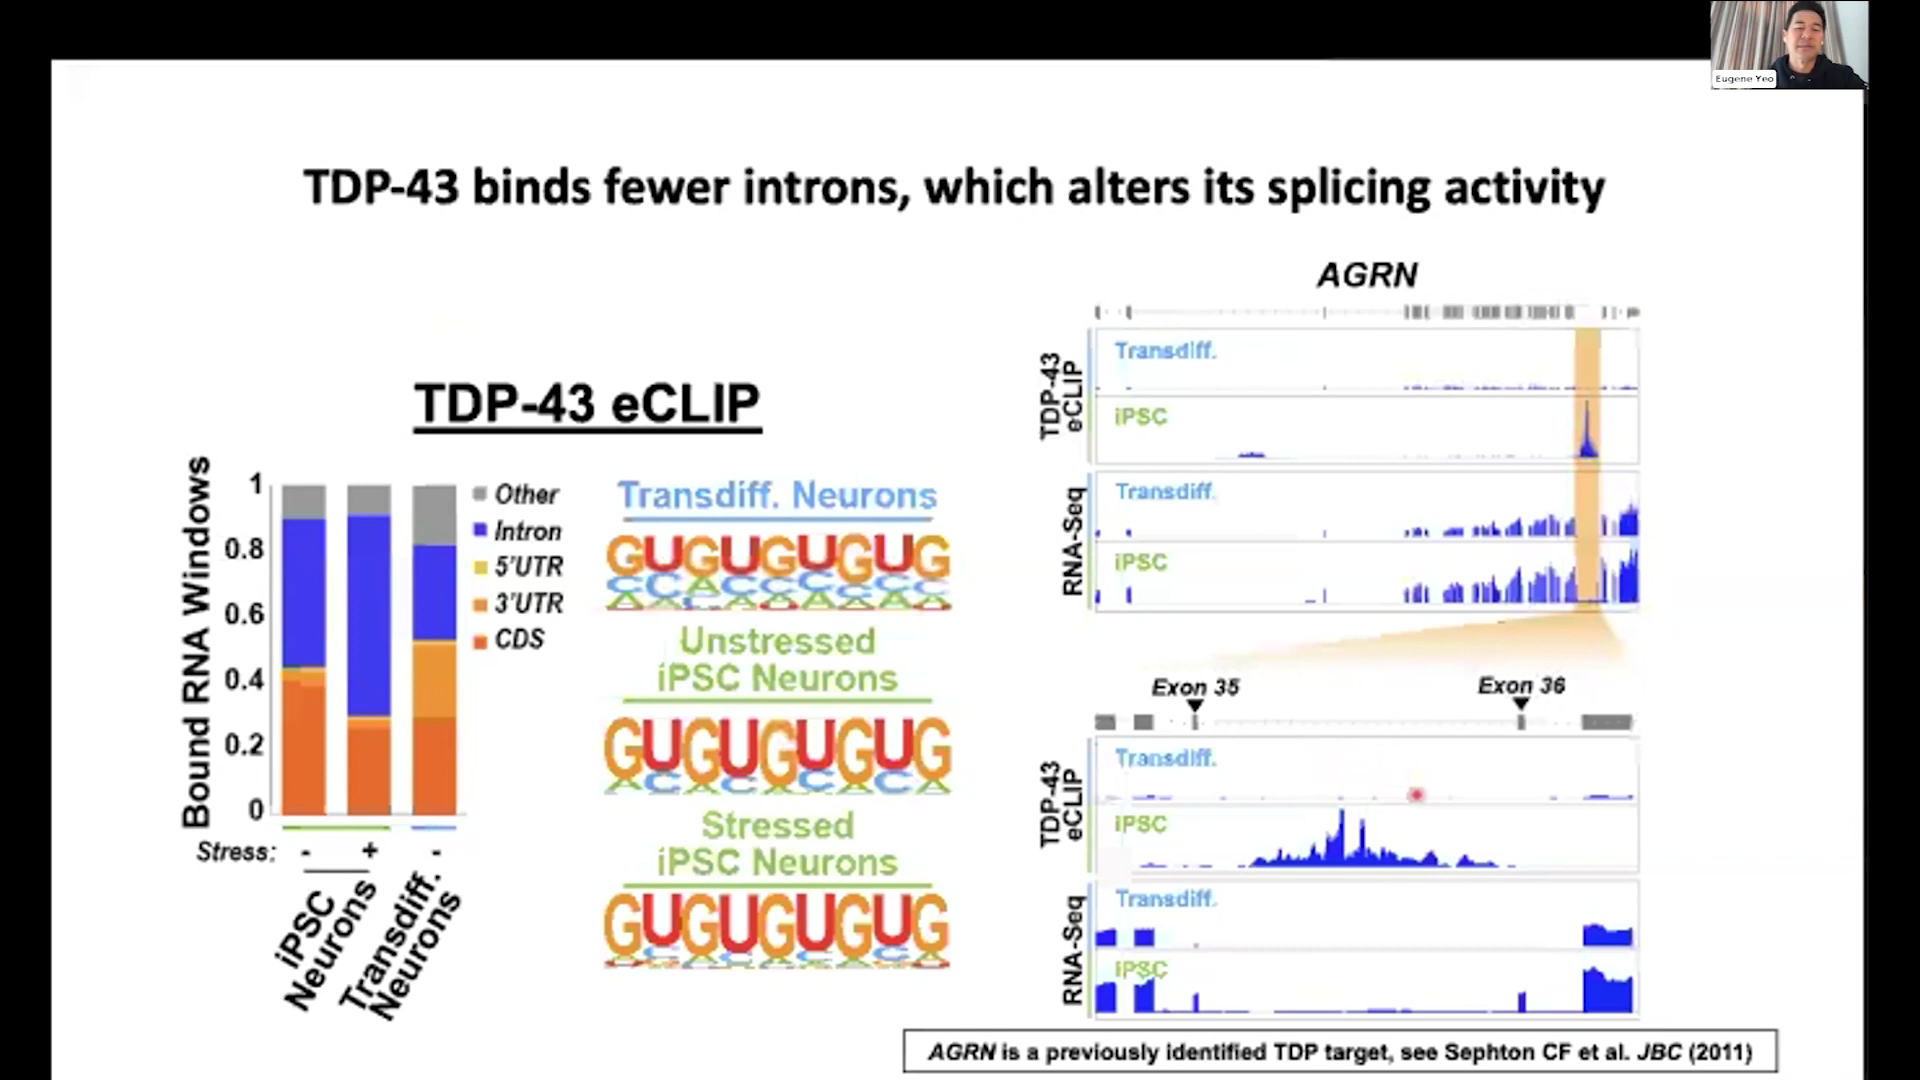 Eugene Yeo
TDP-43 binds fewer introns, which alters its splicing activity
TDP-43 eCLIP
Bound RNA Windows
1
0.8
0.6
0.4
0.2
0
Other
Intron
5'UTR
3'UTR
CDS
Stress: - + -
iPSC
Neurons
Transdiff.
Neurons
Transdiff. Neurons
GUGUGUGUG
Unstressed
iPSC Neurons
GUGUGUGUG
Stressed
iPSC Neurons
GUGUGUGUG
AGRN
TDP-43
eCLIP
Transdiff.
iPSC
RNA-Seq
Transdiff.
iPSC
Exon 35
Exon 36
TDP-43
eCLIP
Transdiff.
iPSC
RNA-Seq
Transdiff.
iPSC
AGRN is a previously identified TDP target, see Sephton CF et al. JBC (2011)